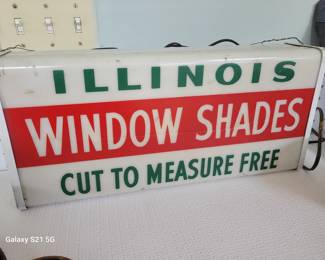 ILLINOIS
WINDOW SHADES
CUT TO MEASURE FREE
Galaxy S21 5G